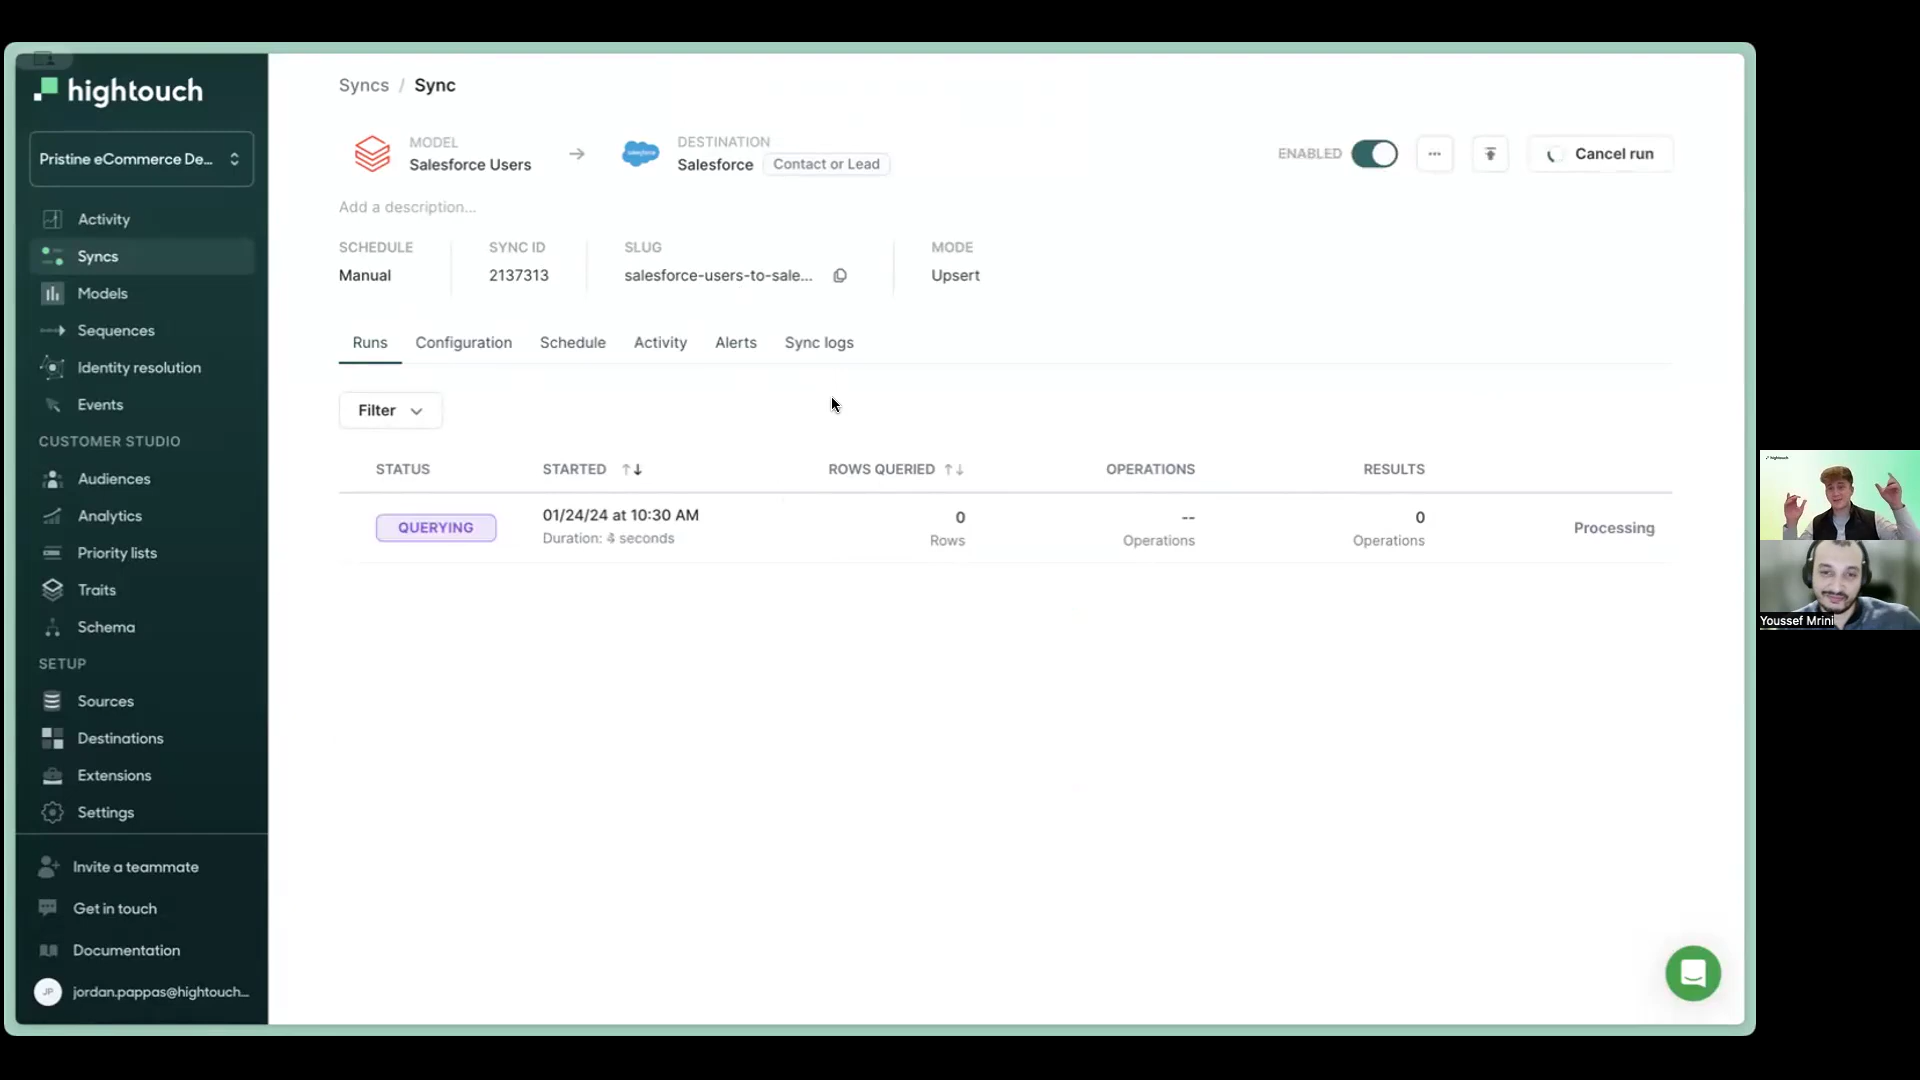 hightouch
Pristine eCommerce De...
Activity
Syncs
Models
Sequences
Identity resolution
Events
CUSTOMER STUDIO
Audiences
Analytics
Priority lists
Traits
Schema
SETUP
Sources
Destinations
Extensions
Settings
Invite a teammate
Get in touch
Documentation
JP jordan.pappas@hightouch...
Syncs / Sync
MODEL
Salesforce Users
DESTINATION
Salesforce Contact or Lead
ENABLED
Cancel run
Add a description...
SCHEDULE
Manual
SYNC ID
2137313
SLUG
salesforce-users-to-sale...
MODE
Upsert
Runs Configuration Schedule Activity Alerts Sync logs
Filter
STATUS STARTED ROWS QUERIED OPERATIONS RESULTS
QUERYING
01/24/24 at 10:30 AM
Duration: seconds
0
Rows
--
Operations
0
Operations
Processing
Youssef Mrini